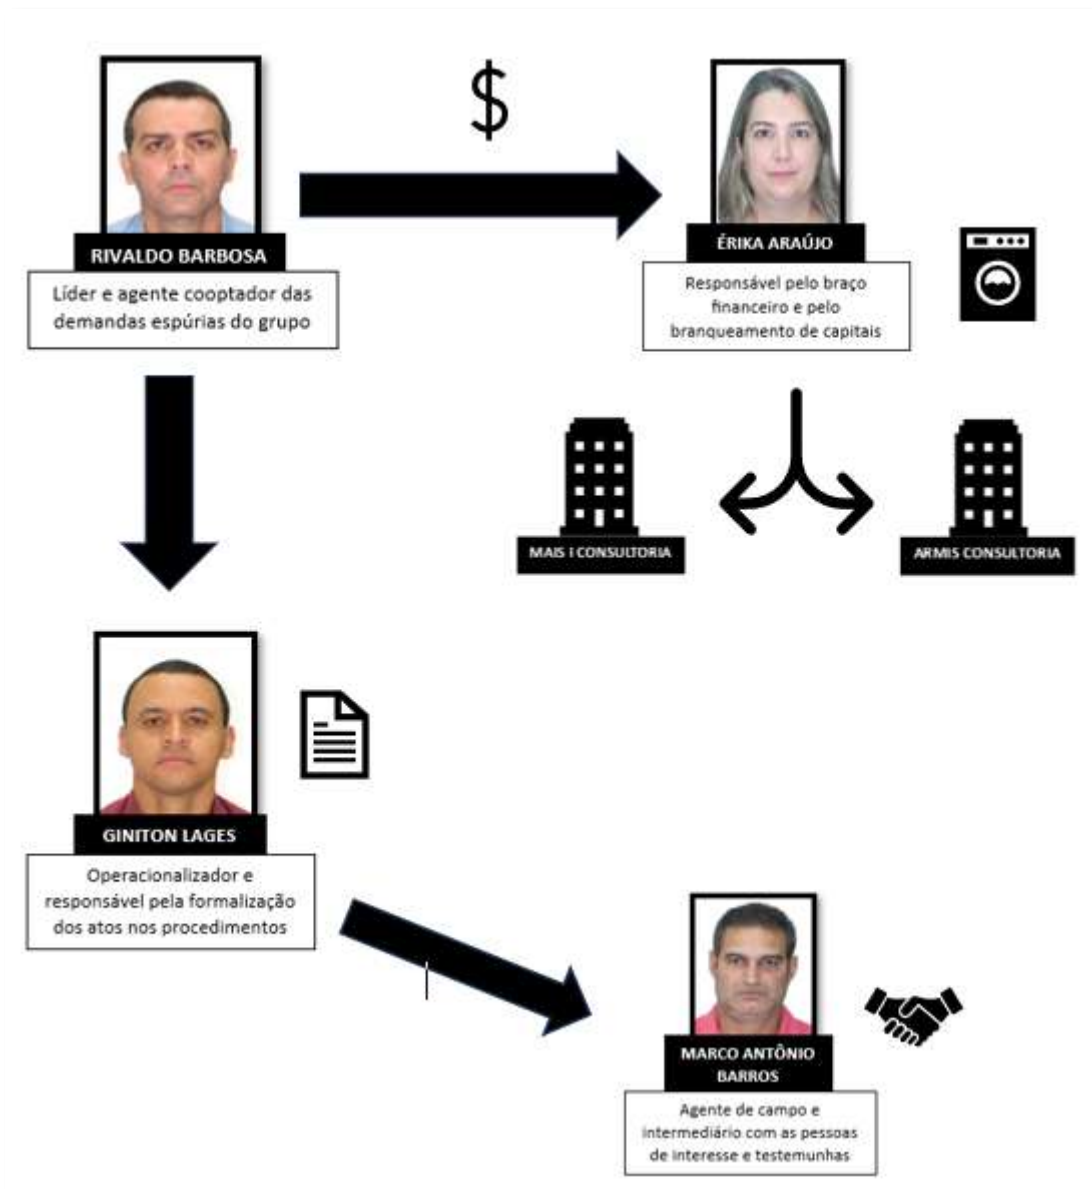 $
RIVALDO BARBOSA
Líder e agente cooptador das
demandas espúrias do grupo
ÉRIKA ARAÚJO
Responsável pelo braço
financeiro e pelo
branqueamento de capitais
MAIS I CONSULTORIA
ARMIS CONSULTORIA
GINITON LAGES
Operacionalizador e
responsável pela formalização
dos atos nos procedimentos
MARCO ANTÔNIO
BARROS
Agente de campo e
intermediário com as pessoas
de interesse e testemunhas